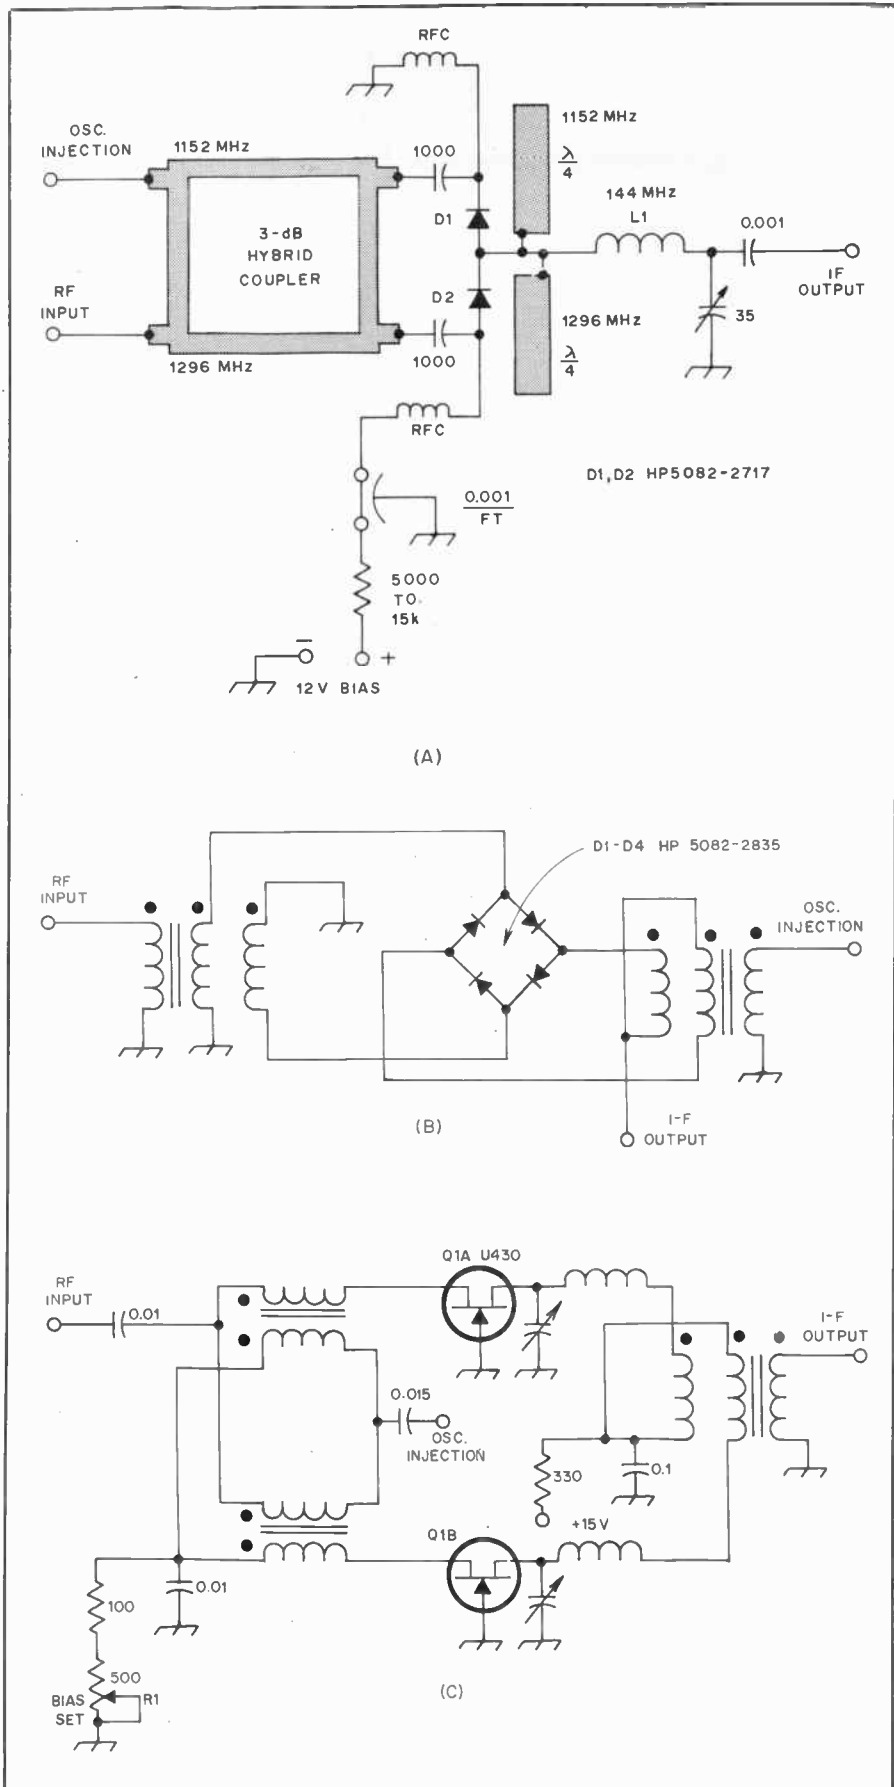 RFC
OSC.
INJECTION
1152 MHz
1000
1152 MHz
λ
4
144 MHz
L1
0.001
D1
3-dB
HYBRID
COUPLER
IF
OUTPUT
RF
INPUT
D2
35
1296 MHz
1000
1296 MHz
λ
4
RFC
D1,D2 HP5082-2717
0.001
FT
5000
TO
15k
– +
12V BIAS
(A)
D1-D4 HP 5082-2835
RF
INPUT
OSC.
INJECTION
(B)
I-F
OUTPUT
Q1A U430
RF
INPUT
0.01
I-F
OUTPUT
0.015
OSC.
INJECTION
330
0.1
Q1B
+15V
0.01
100
500
BIAS
SET
R1
(C)